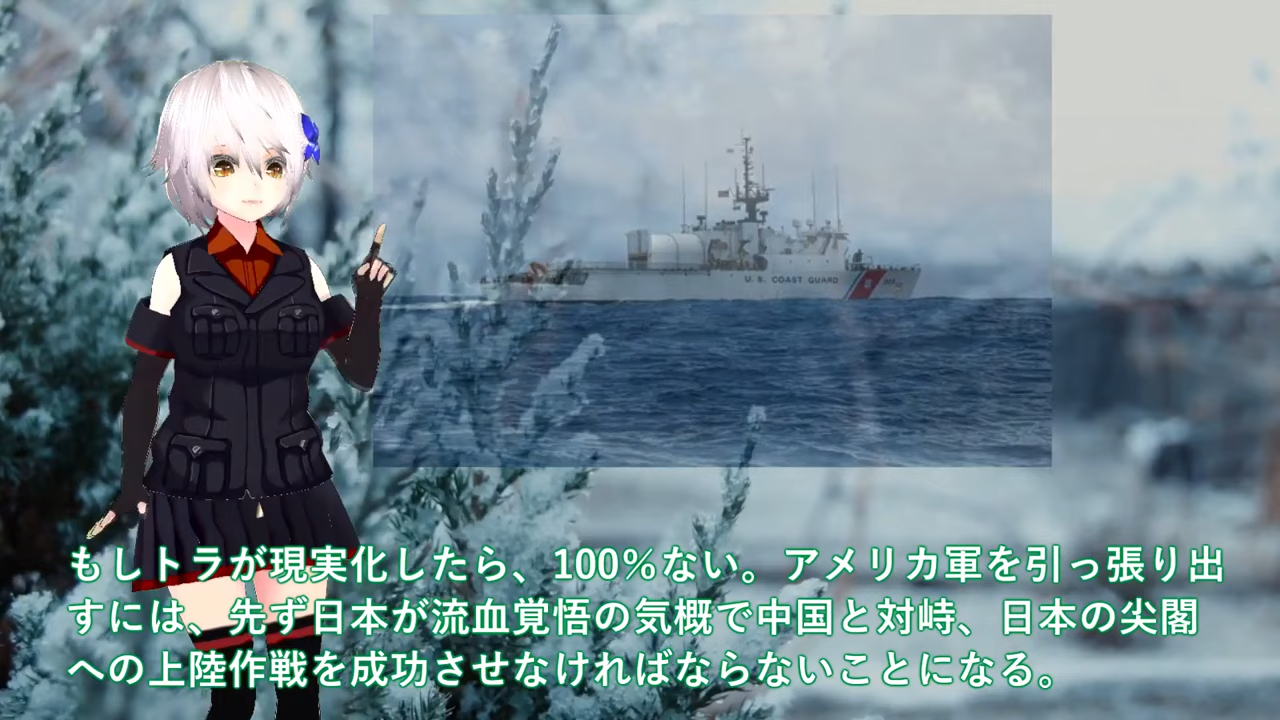 U.S. COAST GUARD
もしトラが現実化したら、100％ない。アメリカ軍を引っ張り出
すには、先ず日本が流血覚悟の気概で中国と対峙、日本の尖閣
への上陸作戦を成功させなければならないことになる。